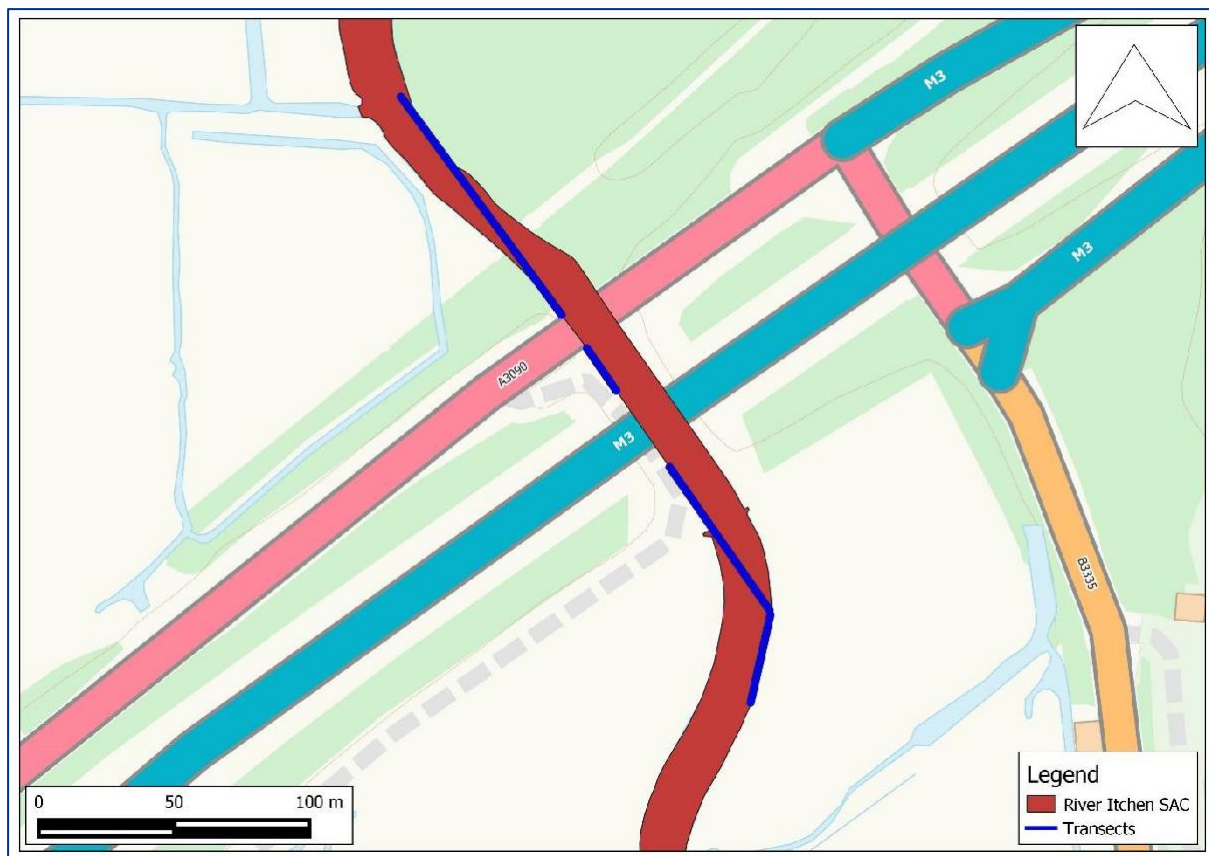 M3
M3
A3090
M3
B3335
Legend
River Itchen SAC
Transects
0 50 100 m